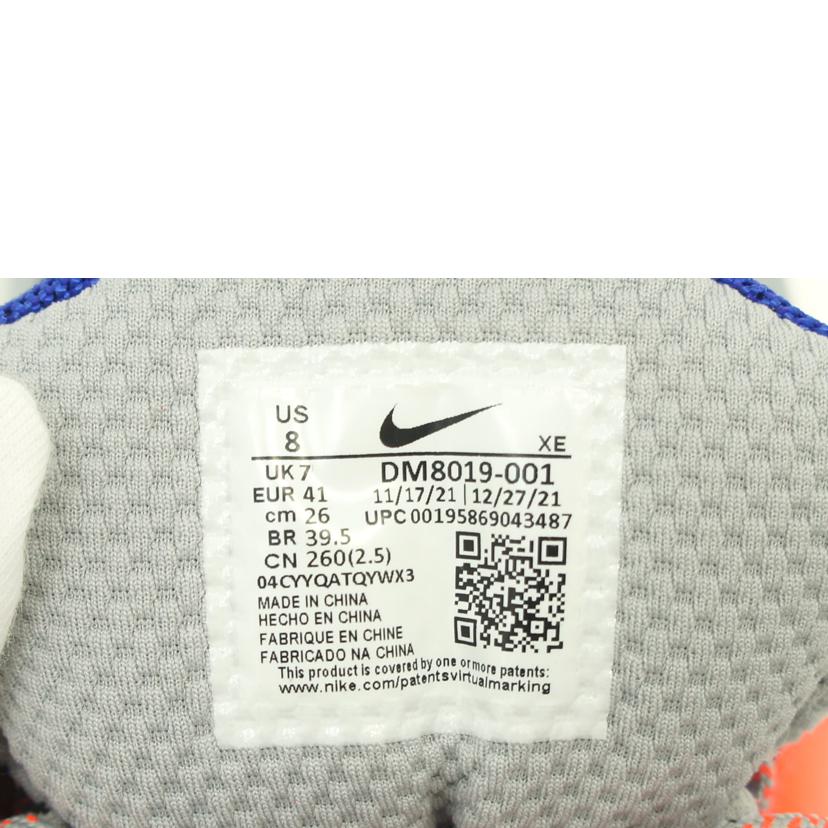 US
8
XE
UK 7 DM8019-001
EUR 41 11/17/21 | 12/27/21
cm 26 UPC 00195869043487
BR 39.5
CN 260(2.5)
04CYYQATQYWX3
MADE IN CHINA
HECHO EN CHINA
FABRIQUE EN CHINE
FABRICADO NA CHINA
This product is covered by one or more patents:
www.nike.com/patentsvirtualmarking